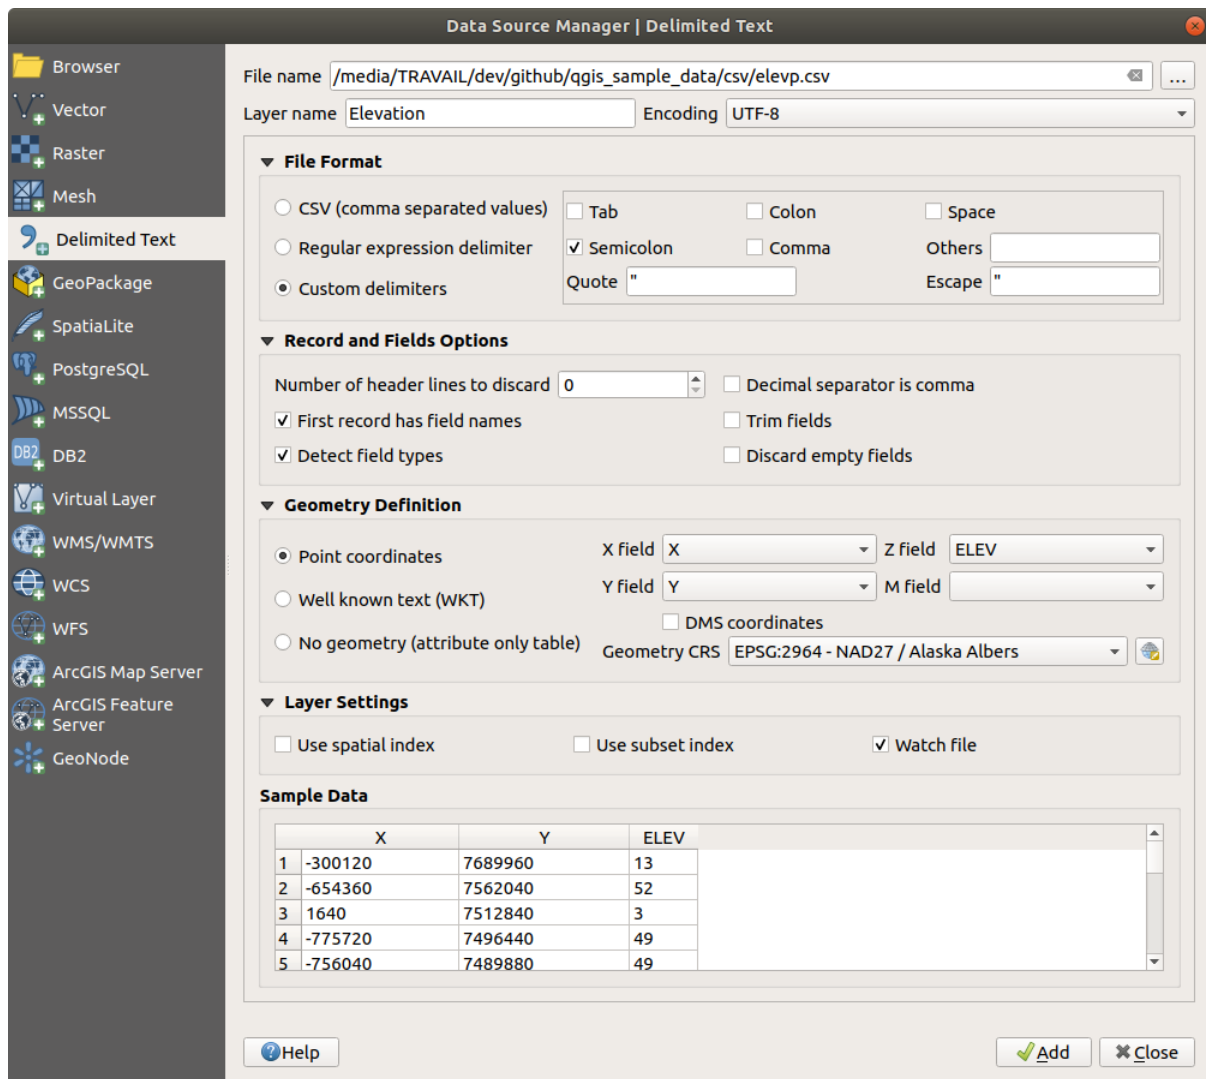 Data Source Manager | Delimited Text
Browser
Vector
Raster
Mesh
Delimited Text
GeoPackage
SpatiaLite
PostgreSQL
MSSQL
DB2
DB2
Virtual Layer
WMS/WMTS
WCS
WFS
ArcGIS Map Server
ArcGIS Feature
Server
GeoNode
File name /media/TRAVAIL/dev/github/qgis_sample_data/csv/elevp.csv ...
Layer name Elevation Encoding UTF-8
File Format
CSV (comma separated values) Tab Colon Space
Regular expression delimiter Semicolon Comma Others
Custom delimiters Quote " Escape "
Record and Fields Options
Number of header lines to discard 0 Decimal separator is comma
First record has field names Trim fields
Detect field types Discard empty fields
Geometry Definition
Point coordinates X field X Z field ELEV
Well known text (WKT) Y field Y M field
DMS coordinates
No geometry (attribute only table) Geometry CRS EPSG:2964 - NAD27 / Alaska Albers
Layer Settings
Use spatial index Use subset index Watch file
Sample Data
X Y ELEV
1 -300120 7689960 13
2 -654360 7562040 52
3 1640 7512840 3
4 -775720 7496440 49
5 -756040 7489880 49
Help Add Close